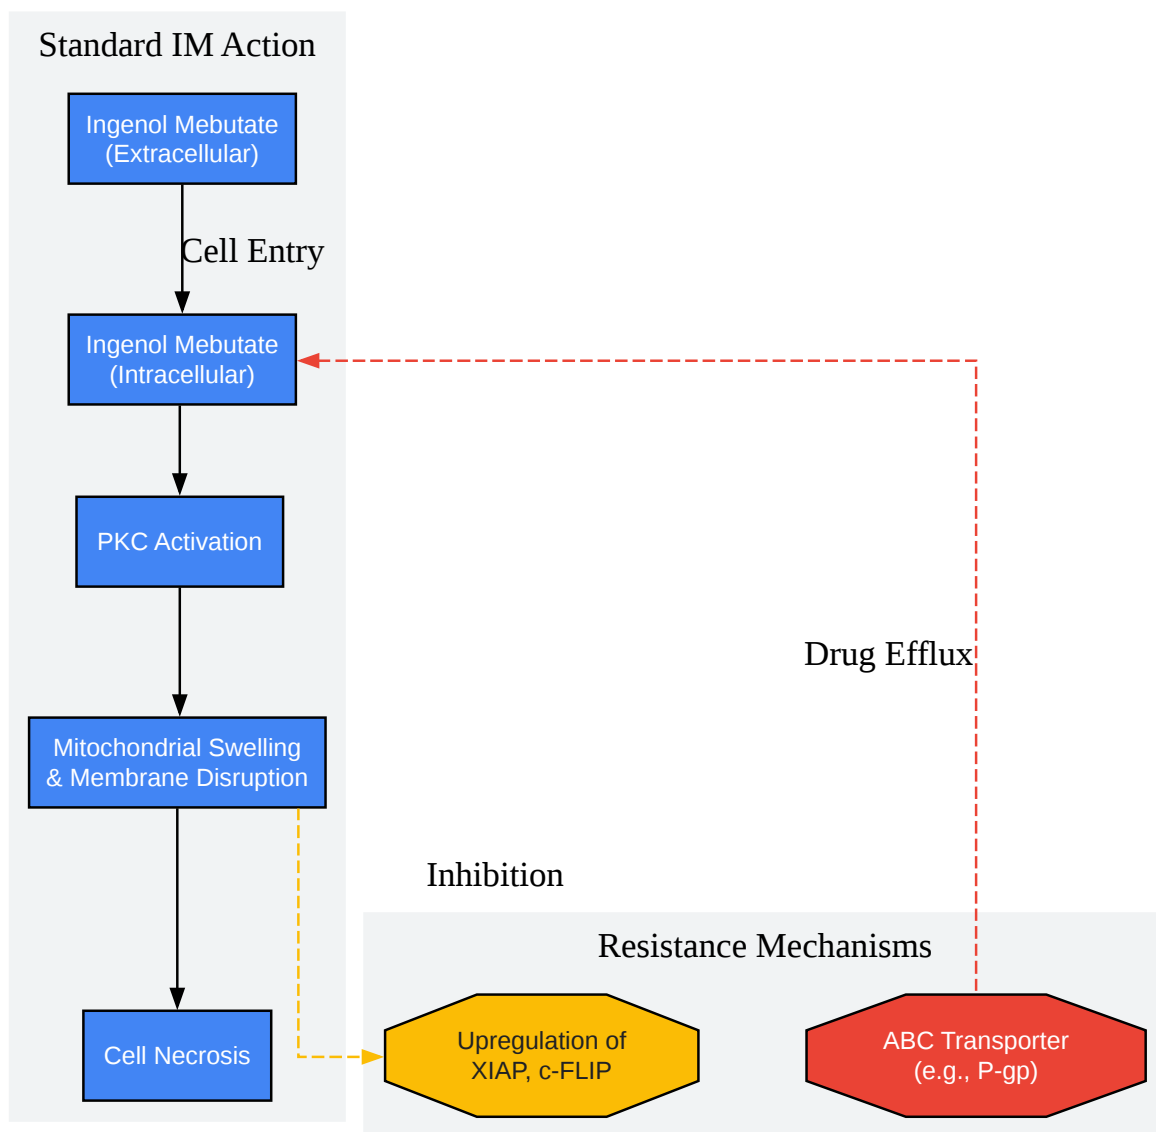 Standard IM Action
Ingenol Mebutate
(Extracellular)
Cell Entry
Ingenol Mebutate
(Intracellular)
PKC Activation
Drug Efflux
Mitochondrial Swelling
& Membrane Disruption
Inhibition
Resistance Mechanisms
Cell Necrosis
Upregulation of
XIAP, c-FLIP
ABC Transporter
(e.g., P-gp)